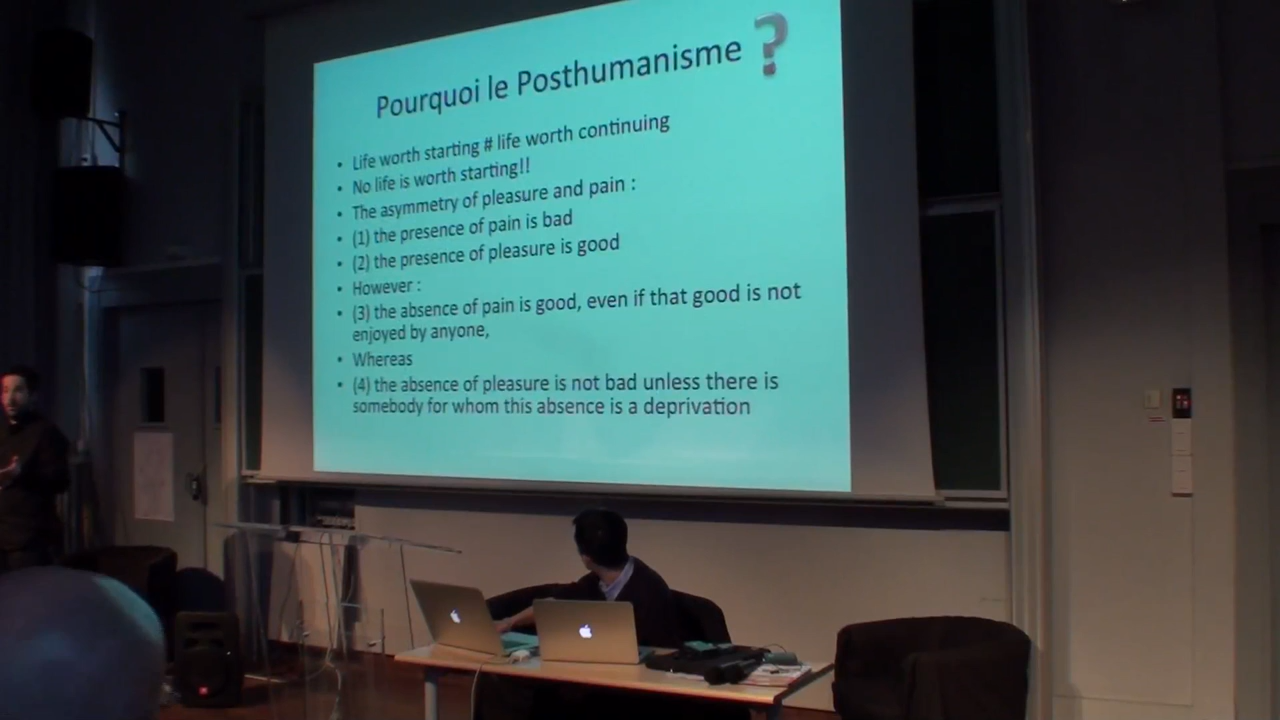 Pourquoi le Posthumanisme ?
• Life worth starting # life worth continuing
• No life is worth starting!!
• The asymmetry of pleasure and pain :
• (1) the presence of pain is bad
• (2) the presence of pleasure is good
• However :
• (3) the absence of pain is good, even if that good is not
enjoyed by anyone,
• Whereas
• (4) the absence of pleasure is not bad unless there is
somebody for whom this absence is a deprivation